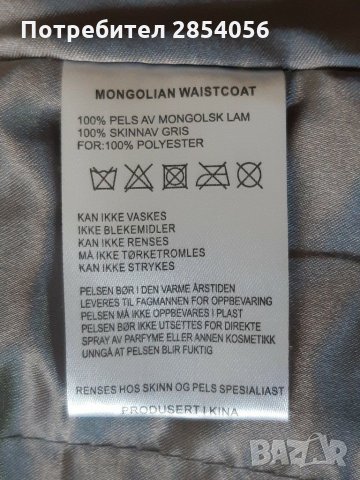 Потребител 2854056
MONGOLIAN WAISTCOAT
100% PELS AV MONGOLSK LAM
100% SKINNAV GRIS
FOR:100% POLYESTER
KAN IKKE VASKES
IKKE BLEKEMIDLER
KAN IKKE RENSES
MÅ IKKE TØRKETROMLES
KAN IKKE STRYKES
PELSEN BØR I DEN VARME ÅRSTIDEN
LEVERES TIL FAGMANNEN FOR OPPBEVARING
PELSEN MÅ IKKE OPPBEVARES I PLAST
PELSEN BØR IKKE UTSETTES FOR DIREKTE
SPRAY AV PARFYME ELLER ANNEN KOSMETIKK
UNNGÅ AT PELSEN BLIR FUKTIG
RENSES HOS SKINN OG PELS SPESIALIAST
PRODUSERT I KINA
BAZAR